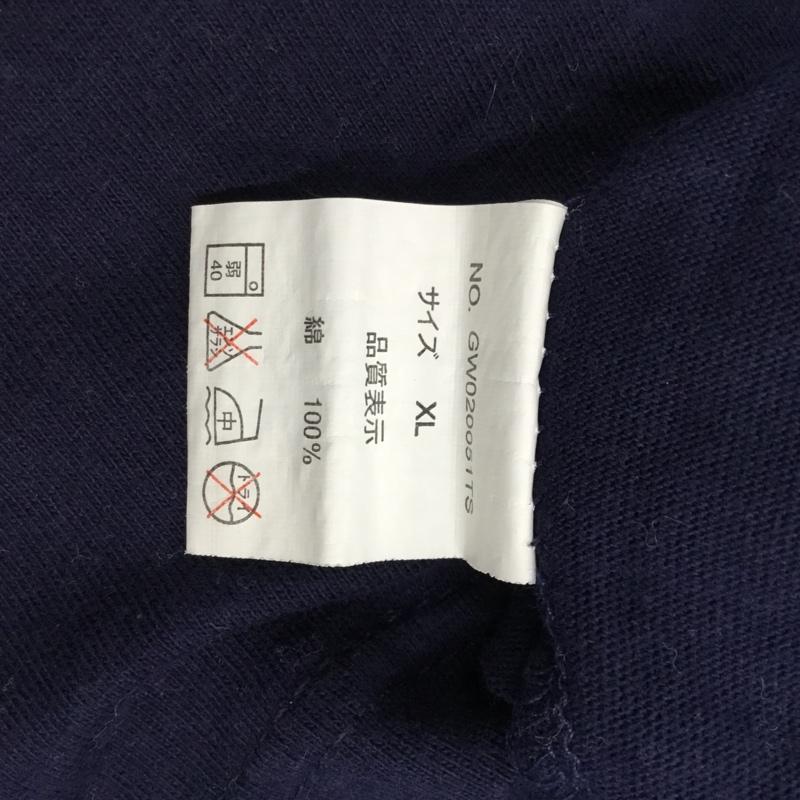 NO. GW020061TS
サイズ XL
品質表示
綿 100%
弱
40
エンソ
サラシ
中
ドライ